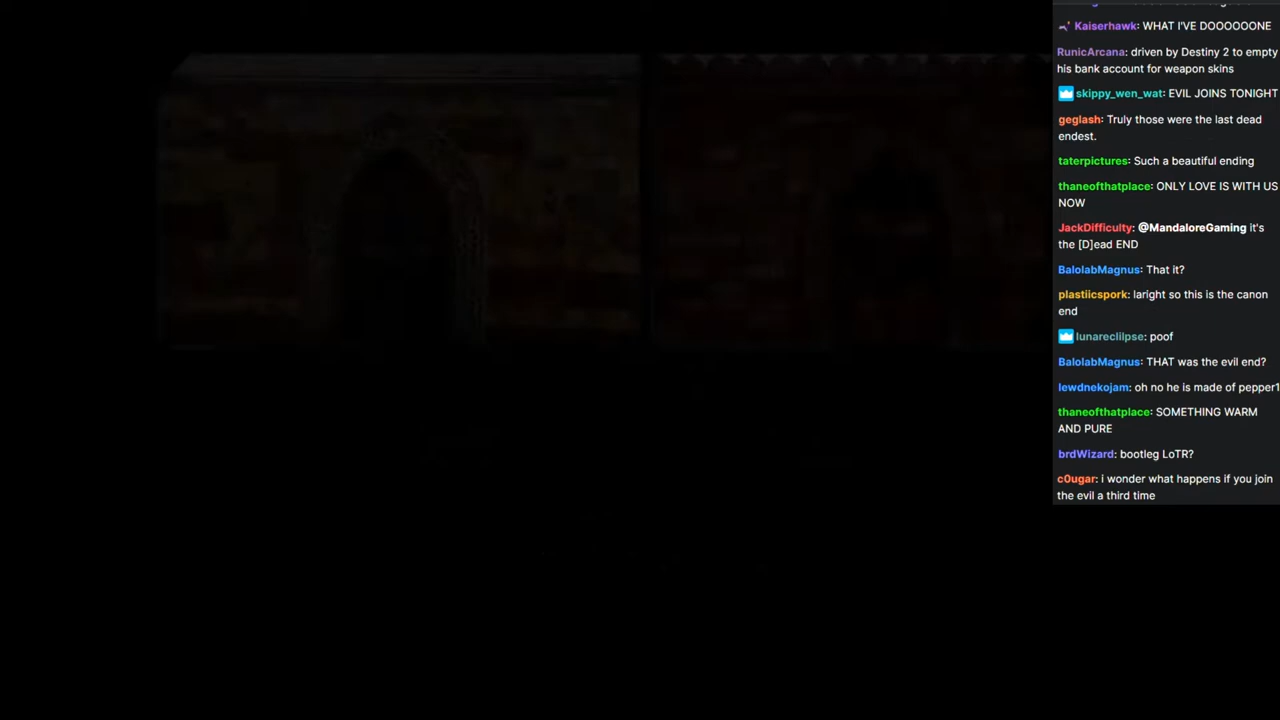 Kaiserhawk: WHAT I'VE DOOOOOONE
RunicArcana: driven by Destiny 2 to empty
his bank account for weapon skins
skippy_wen_wat: EVIL JOINS TONIGHT
geglash: Truly those were the last dead
endest.
taterpictures: Such a beautiful ending
thaneofthatplace: ONLY LOVE IS WITH US
NOW
JackDifficulty: @MandaloreGaming it's
the [D]ead END
BalolabMagnus: That it?
plastiicspork: laright so this is the canon
end
lunareclilpse: poof
BalolabMagnus: THAT was the evil end?
lewdnekojam: oh no he is made of pepper1
thaneofthatplace: SOMETHING WARM
AND PURE
brdWizard: bootleg LoTR?
c0ugar: i wonder what happens if you join
the evil a third time